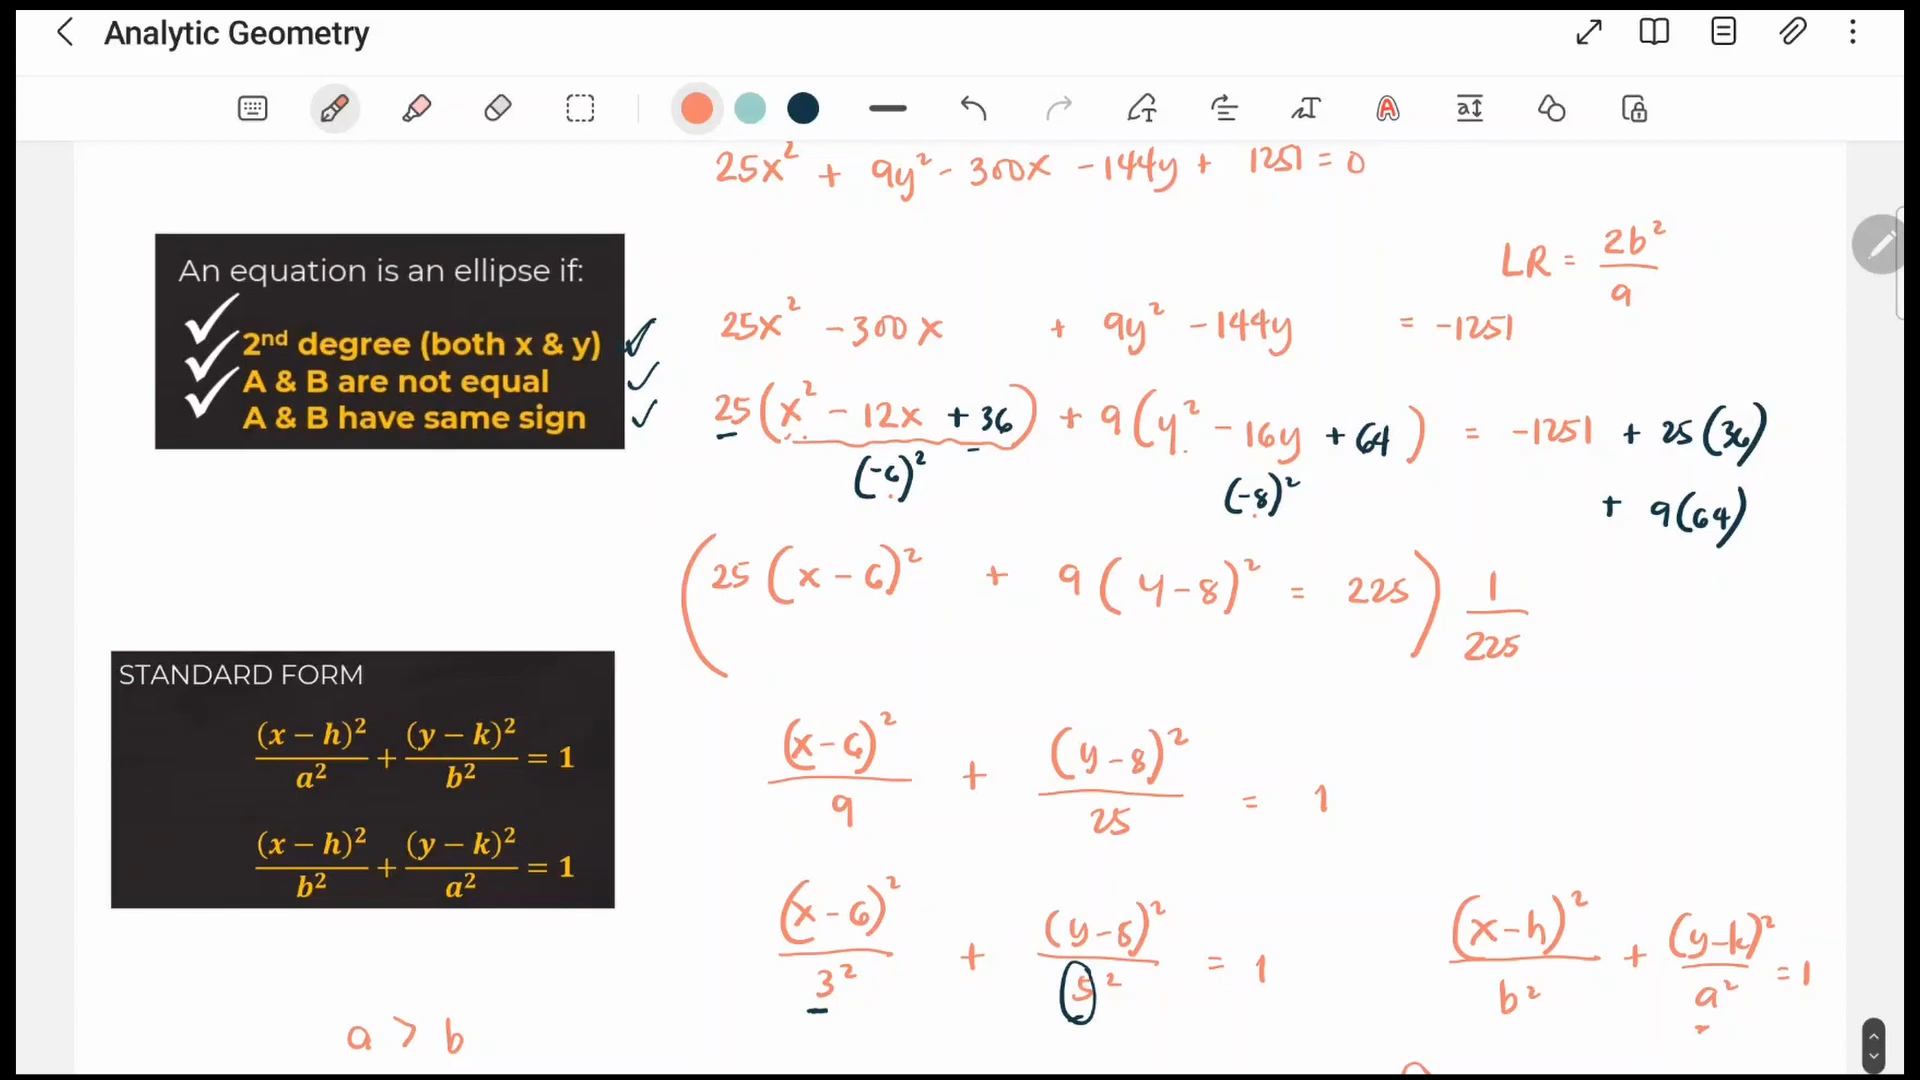 Analytic Geometry
25x² + 9y² - 300x - 144y + 1251 = 0
An equation is an ellipse if:
2nd degree (both x & y)
A & B are not equal
A & B have same sign
LR = 2b²/a
25x² - 300x + 9y² - 144y = -1251
25(x² - 12x + 36) + 9(y² - 16y + 64) = -1251 + 25(36)
(-6)² (-8)² + 9(64)
(25(x - 6)² + 9(y - 8)² = 225) 1/225
STANDARD FORM
(x − h)²/a² + (y − k)²/b² = 1
(x − h)²/b² + (y − k)²/a² = 1
(x-6)²/9 + (y-8)²/25 = 1
(x-6)²/3² + (y-8)²/5² = 1
(x-h)²/b² + (y-k)²/a² = 1
a > b